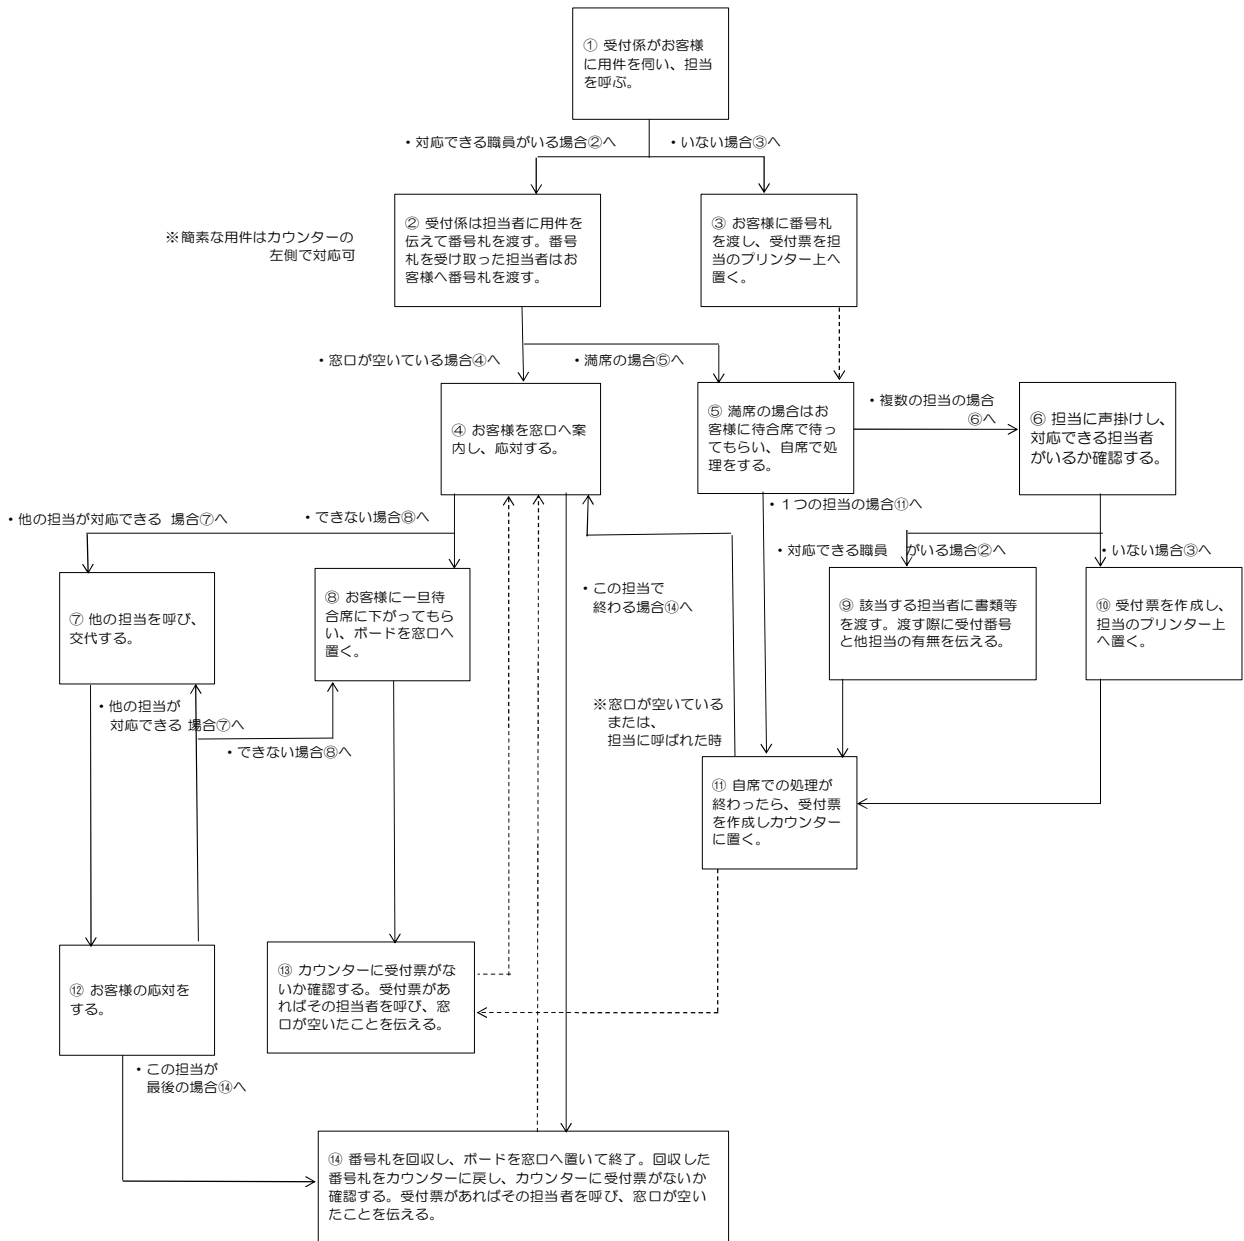 ① 受付係がお客様
に用件を伺い、担当
を呼ぶ。
・対応できる職員がいる場合②へ
・いない場合③へ
※簡素な用件はカウンターの
左側で対応可
② 受付係は担当者に用件を
伝えて番号札を渡す。番号
札を受け取った担当者はお
客様へ番号札を渡す。
③ お客様に番号札
を渡し、受付票を担
当のプリンター上へ
置く。
・窓口が空いている場合④へ
・満席の場合⑤へ
④ お客様を窓口へ案
内し、応対する。
⑤ 満席の場合はお
客様に待合席で待っ
てもらい、自席で処
理をする。
・複数の担当の場合
⑥へ
⑥ 担当に声掛けし、
対応できる担当者
がいるか確認する。
・1つの担当の場合⑪へ
・他の担当が対応できる 場合⑦へ
・できない場合⑧へ
・対応できる職員 がいる場合②へ
・いない場合③へ
⑦ 他の担当を呼び、
交代する。
⑧ お客様に一旦待
合席に下がってもら
い、ボードを窓口へ
置く。
・この担当で
終わる場合⑭へ
⑨ 該当する担当者に書類等
を渡す。渡す際に受付番号
と他担当の有無を伝える。
⑩ 受付票を作成し、
担当のプリンター上
へ置く。
・他の担当が
対応できる 場合⑦へ
・できない場合⑧へ
※窓口が空いている
または、
担当に呼ばれた時
⑪ 自席での処理が
終わったら、受付票
を作成しカウンター
に置く。
⑫ お客様の応対を
する。
⑬ カウンターに受付票がな
いか確認する。受付票があ
ればその担当者を呼び、窓
口が空いたことを伝える。
・この担当が
最後の場合⑭へ
⑭ 番号札を回収し、ボードを窓口へ置いて終了。回収した
番号札をカウンターに戻し、カウンターに受付票がないか
確認する。受付票があればその担当者を呼び、窓口が空い
たことを伝える。